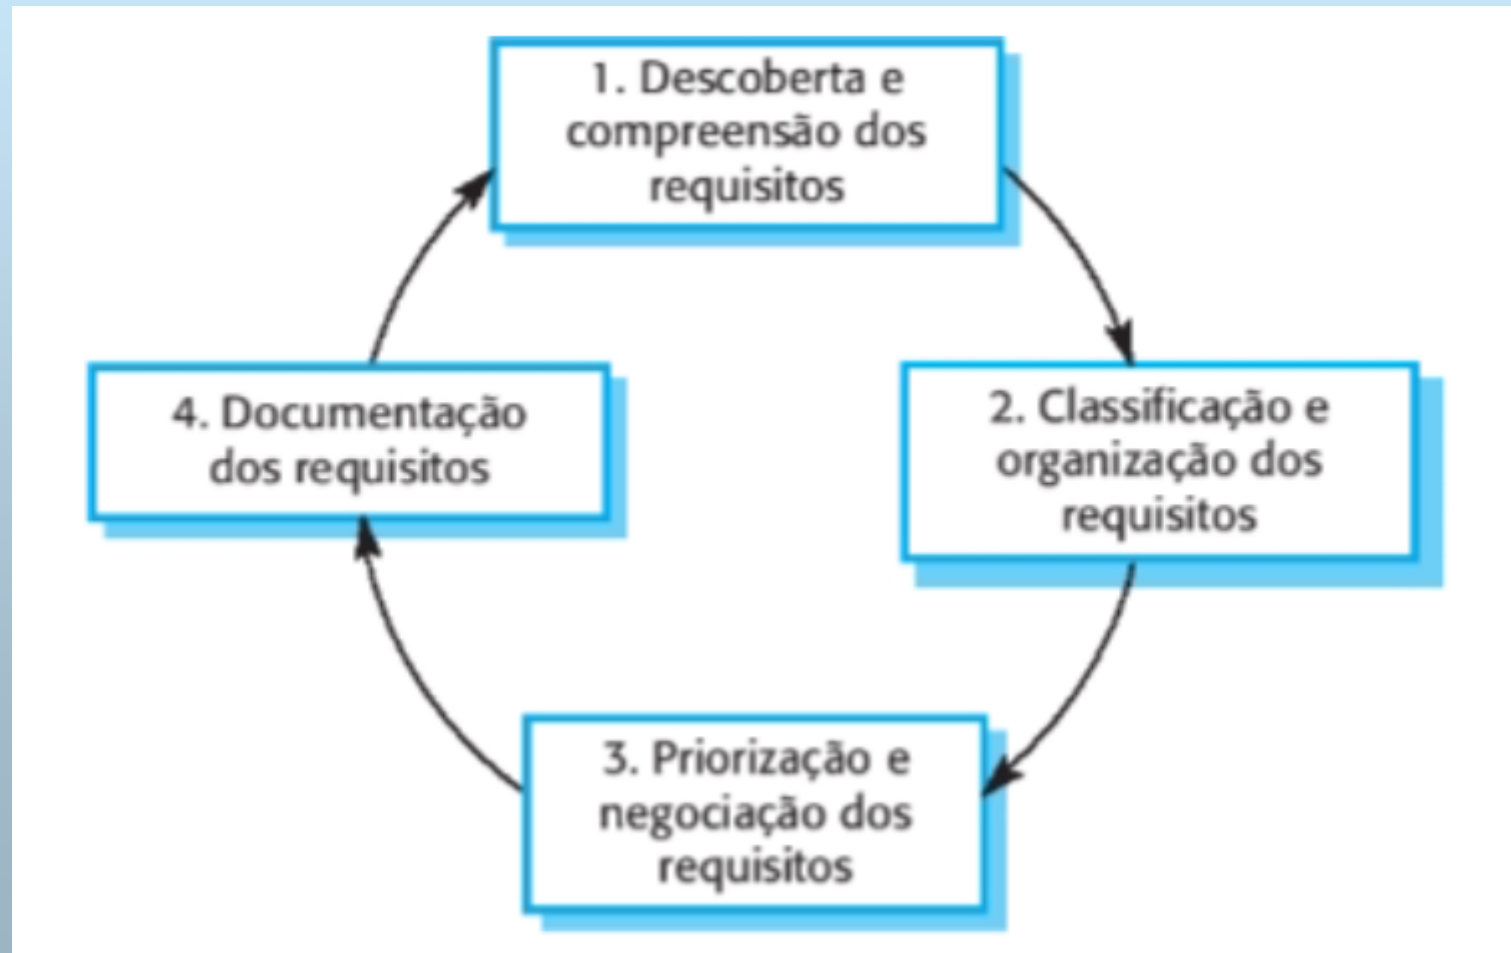 1. Descoberta e
compreensão dos
requisitos
2. Classificação e
organização dos
requisitos
3. Priorização e
negociação dos
requisitos
4. Documentação
dos requisitos